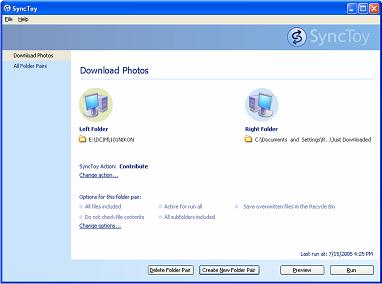 SyncToy
File Help
SyncToy
Download Photos
All Folder Pairs
Download Photos
Left Folder
Right Folder
E:\DCIM\101NIKON
C:\Documents and Settings\R...\Just Downloaded
SyncToy Action: Contribute
Change action...
Options for this folder pair:
All files included
Active for run all
Save overwritten files in the Recycle Bin
Do not check file contents
All subfolders included
Change options...
Last run at: 7/15/2005 4:25 PM
Delete Folder Pair
Create New Folder Pair
Preview
Run